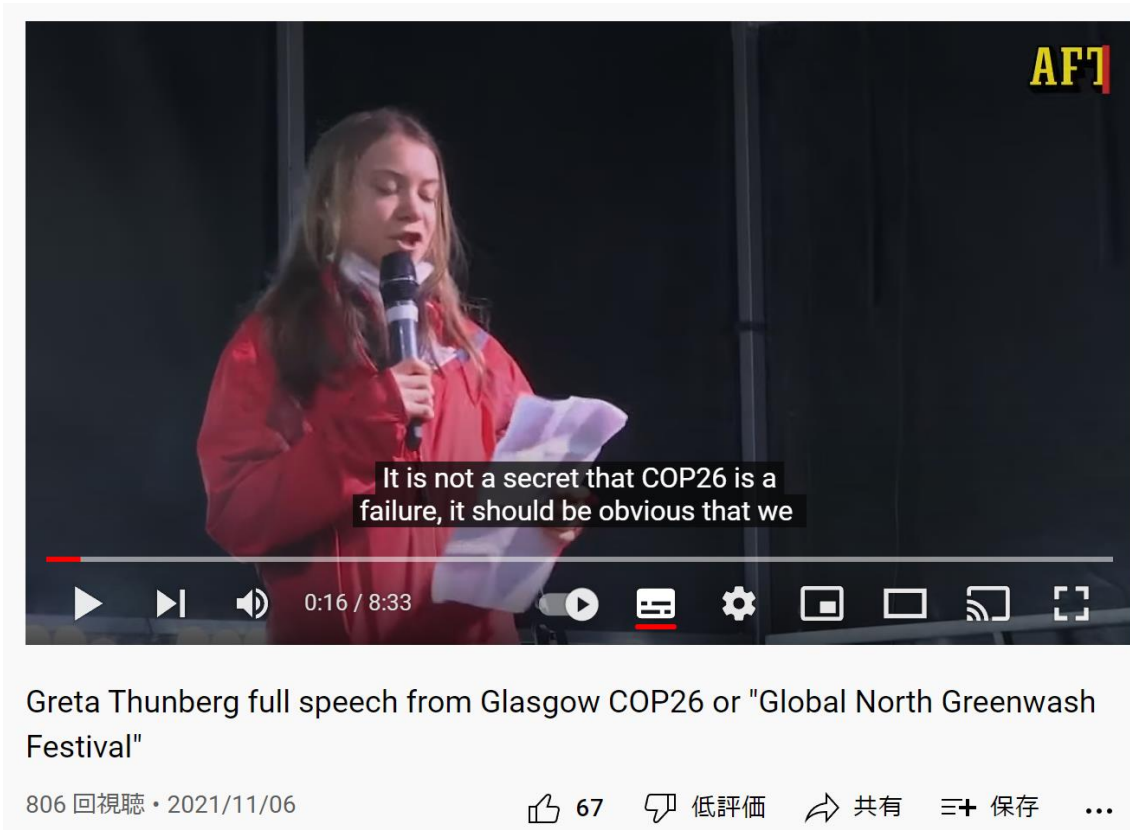 AFT
It is not a secret that COP26 is a
failure, it should be obvious that we
0:16 / 8:33
Greta Thunberg full speech from Glasgow COP26 or "Global North Greenwash
Festival"
806 回視聴・2021/11/06
67 低評価 共有 保存